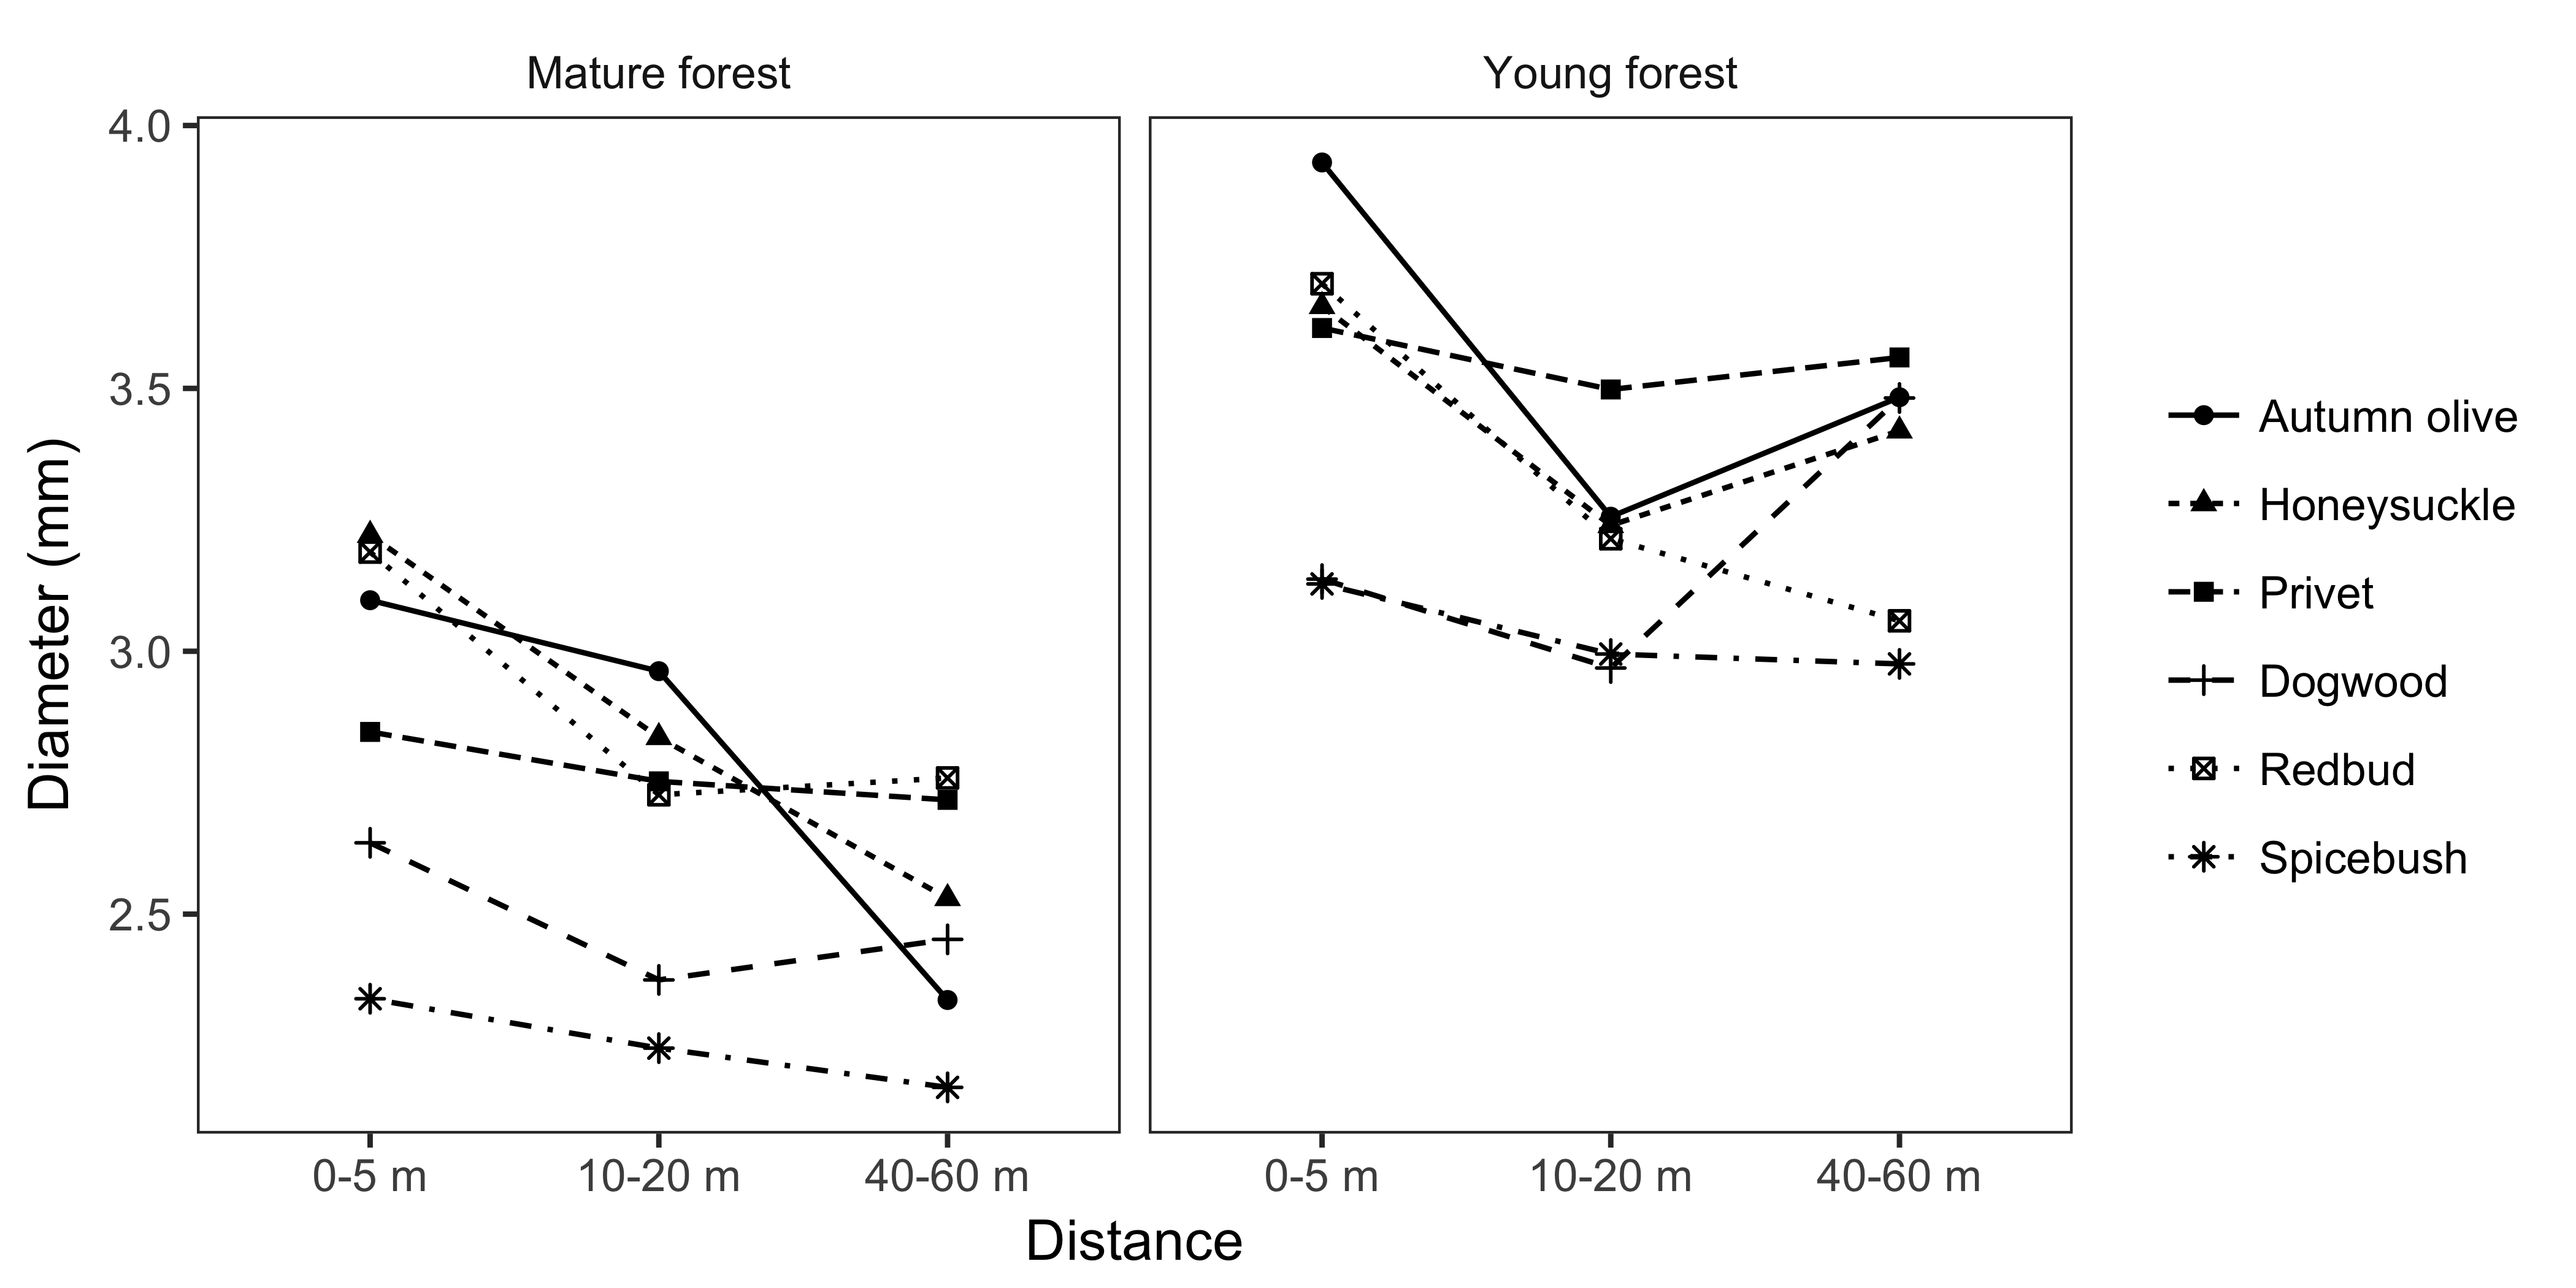 Mature forest
Young forest
4.0
3.5
3.0
2.5
Diameter (mm)
0-5 m
10-20 m
40-60 m
0-5 m
10-20 m
40-60 m
Distance
Autumn olive
Honeysuckle
Privet
Dogwood
Redbud
Spicebush